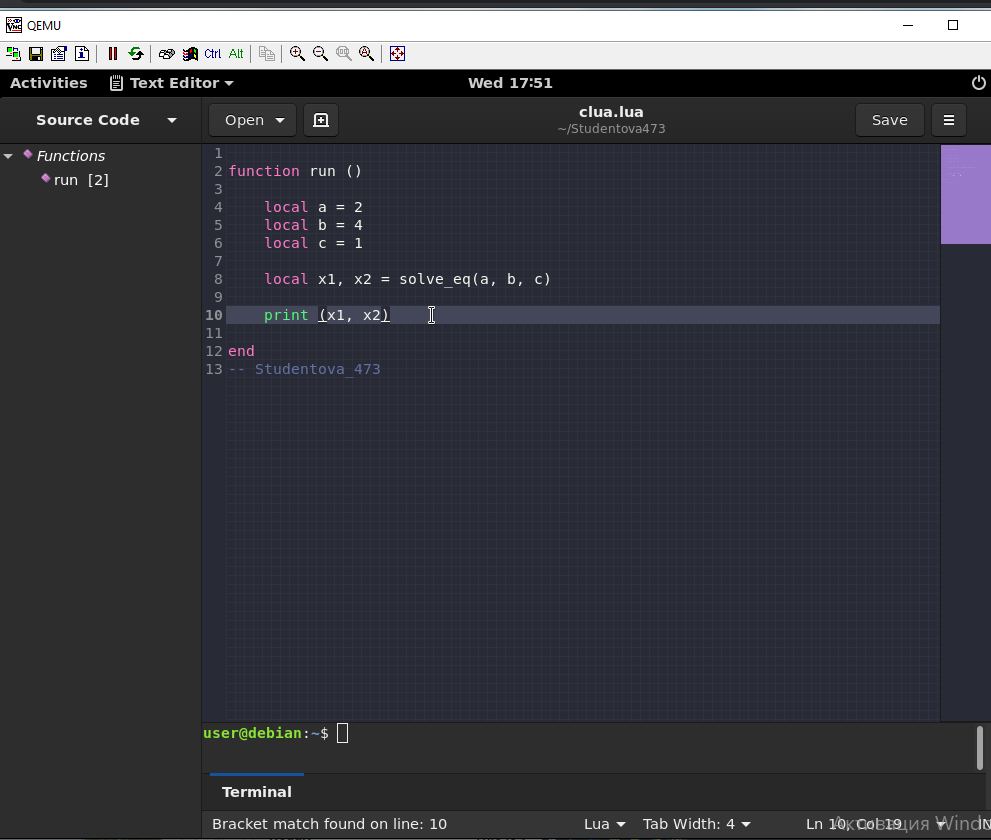 QEMU
Ctrl Alt
Activities Text Editor Wed 17:51
Source Code Open clua.lua Save
~/Studentova473
Functions
run [2]
1
2 function run ()
3
4 local a = 2
5 local b = 4
6 local c = 1
7
8 local x1, x2 = solve_eq(a, b, c)
9
10 print (x1, x2)
11
12 end
13 -- Studentova_473
user@debian:~$
Terminal
Bracket match found on line: 10 Lua Tab Width: 4 Ln 10, Col 19
Активация Wind